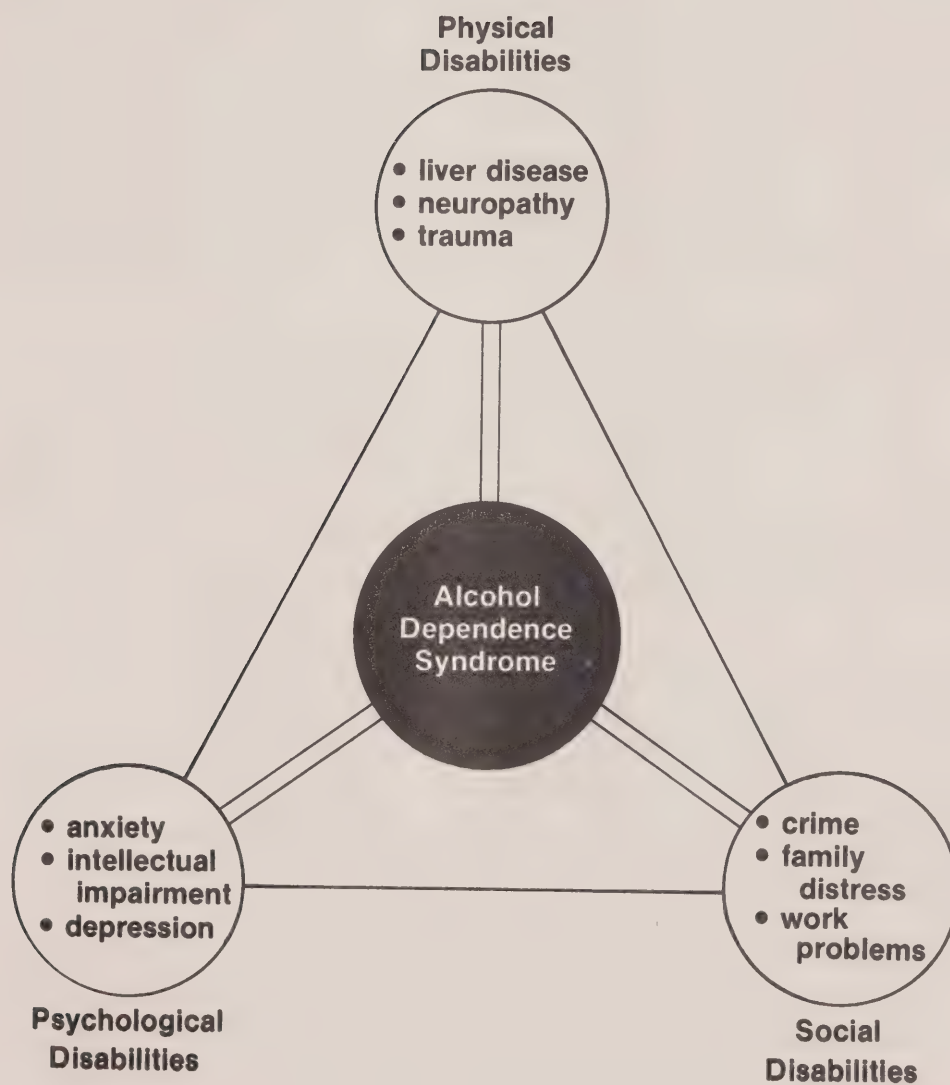 Physical
Disabilities
• liver disease
• neuropathy
• trauma
Alcohol
Dependence
Syndrome
• anxiety
• intellectual
impairment
• depression
Psychological
Disabilities
• crime
• family
distress
• work
problems
Social
Disabilities